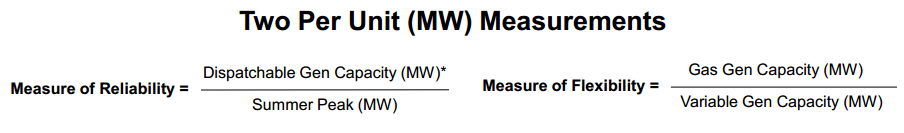 Two Per Unit (MW) Measurements
Measure of Reliability = Dispatchable Gen Capacity (MW)*
Summer Peak (MW)
Measure of Flexibility = Gas Gen Capacity (MW)
Variable Gen Capacity (MW)